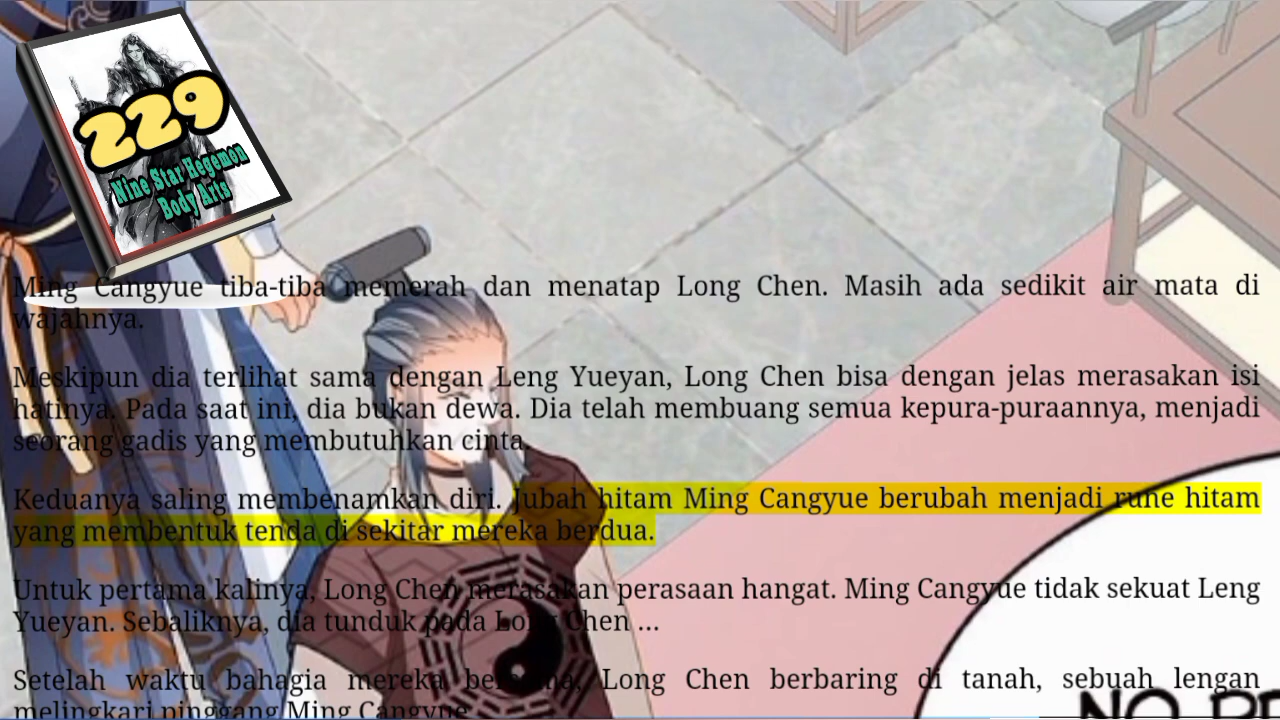 229
Nine Star Hegemon
Body Arts
Ming Cangyue tiba-tiba memerah dan menatap Long Chen. Masih ada sedikit air mata di
wajahnya.
Meskipun dia terlihat sama dengan Leng Yueyan, Long Chen bisa dengan jelas merasakan isi
hatinya. Pada saat ini, dia bukan dewa. Dia telah membuang semua kepura-puraannya, menjadi
seorang gadis yang membutuhkan cinta.
Keduanya saling membenamkan diri. Jubah hitam Ming Cangyue berubah menjadi rune hitam
yang membentuk tenda di sekitar mereka berdua.
Untuk pertama kalinya, Long Chen merasakan perasaan hangat. Ming Cangyue tidak sekuat Leng
Yueyan. Sebaliknya, dia tunduk pada Long Chen ...
Setelah waktu bahagia mereka bersama, Long Chen berbaring di tanah, sebuah lengan
melingkari pinggang Ming Cangyue.
NO